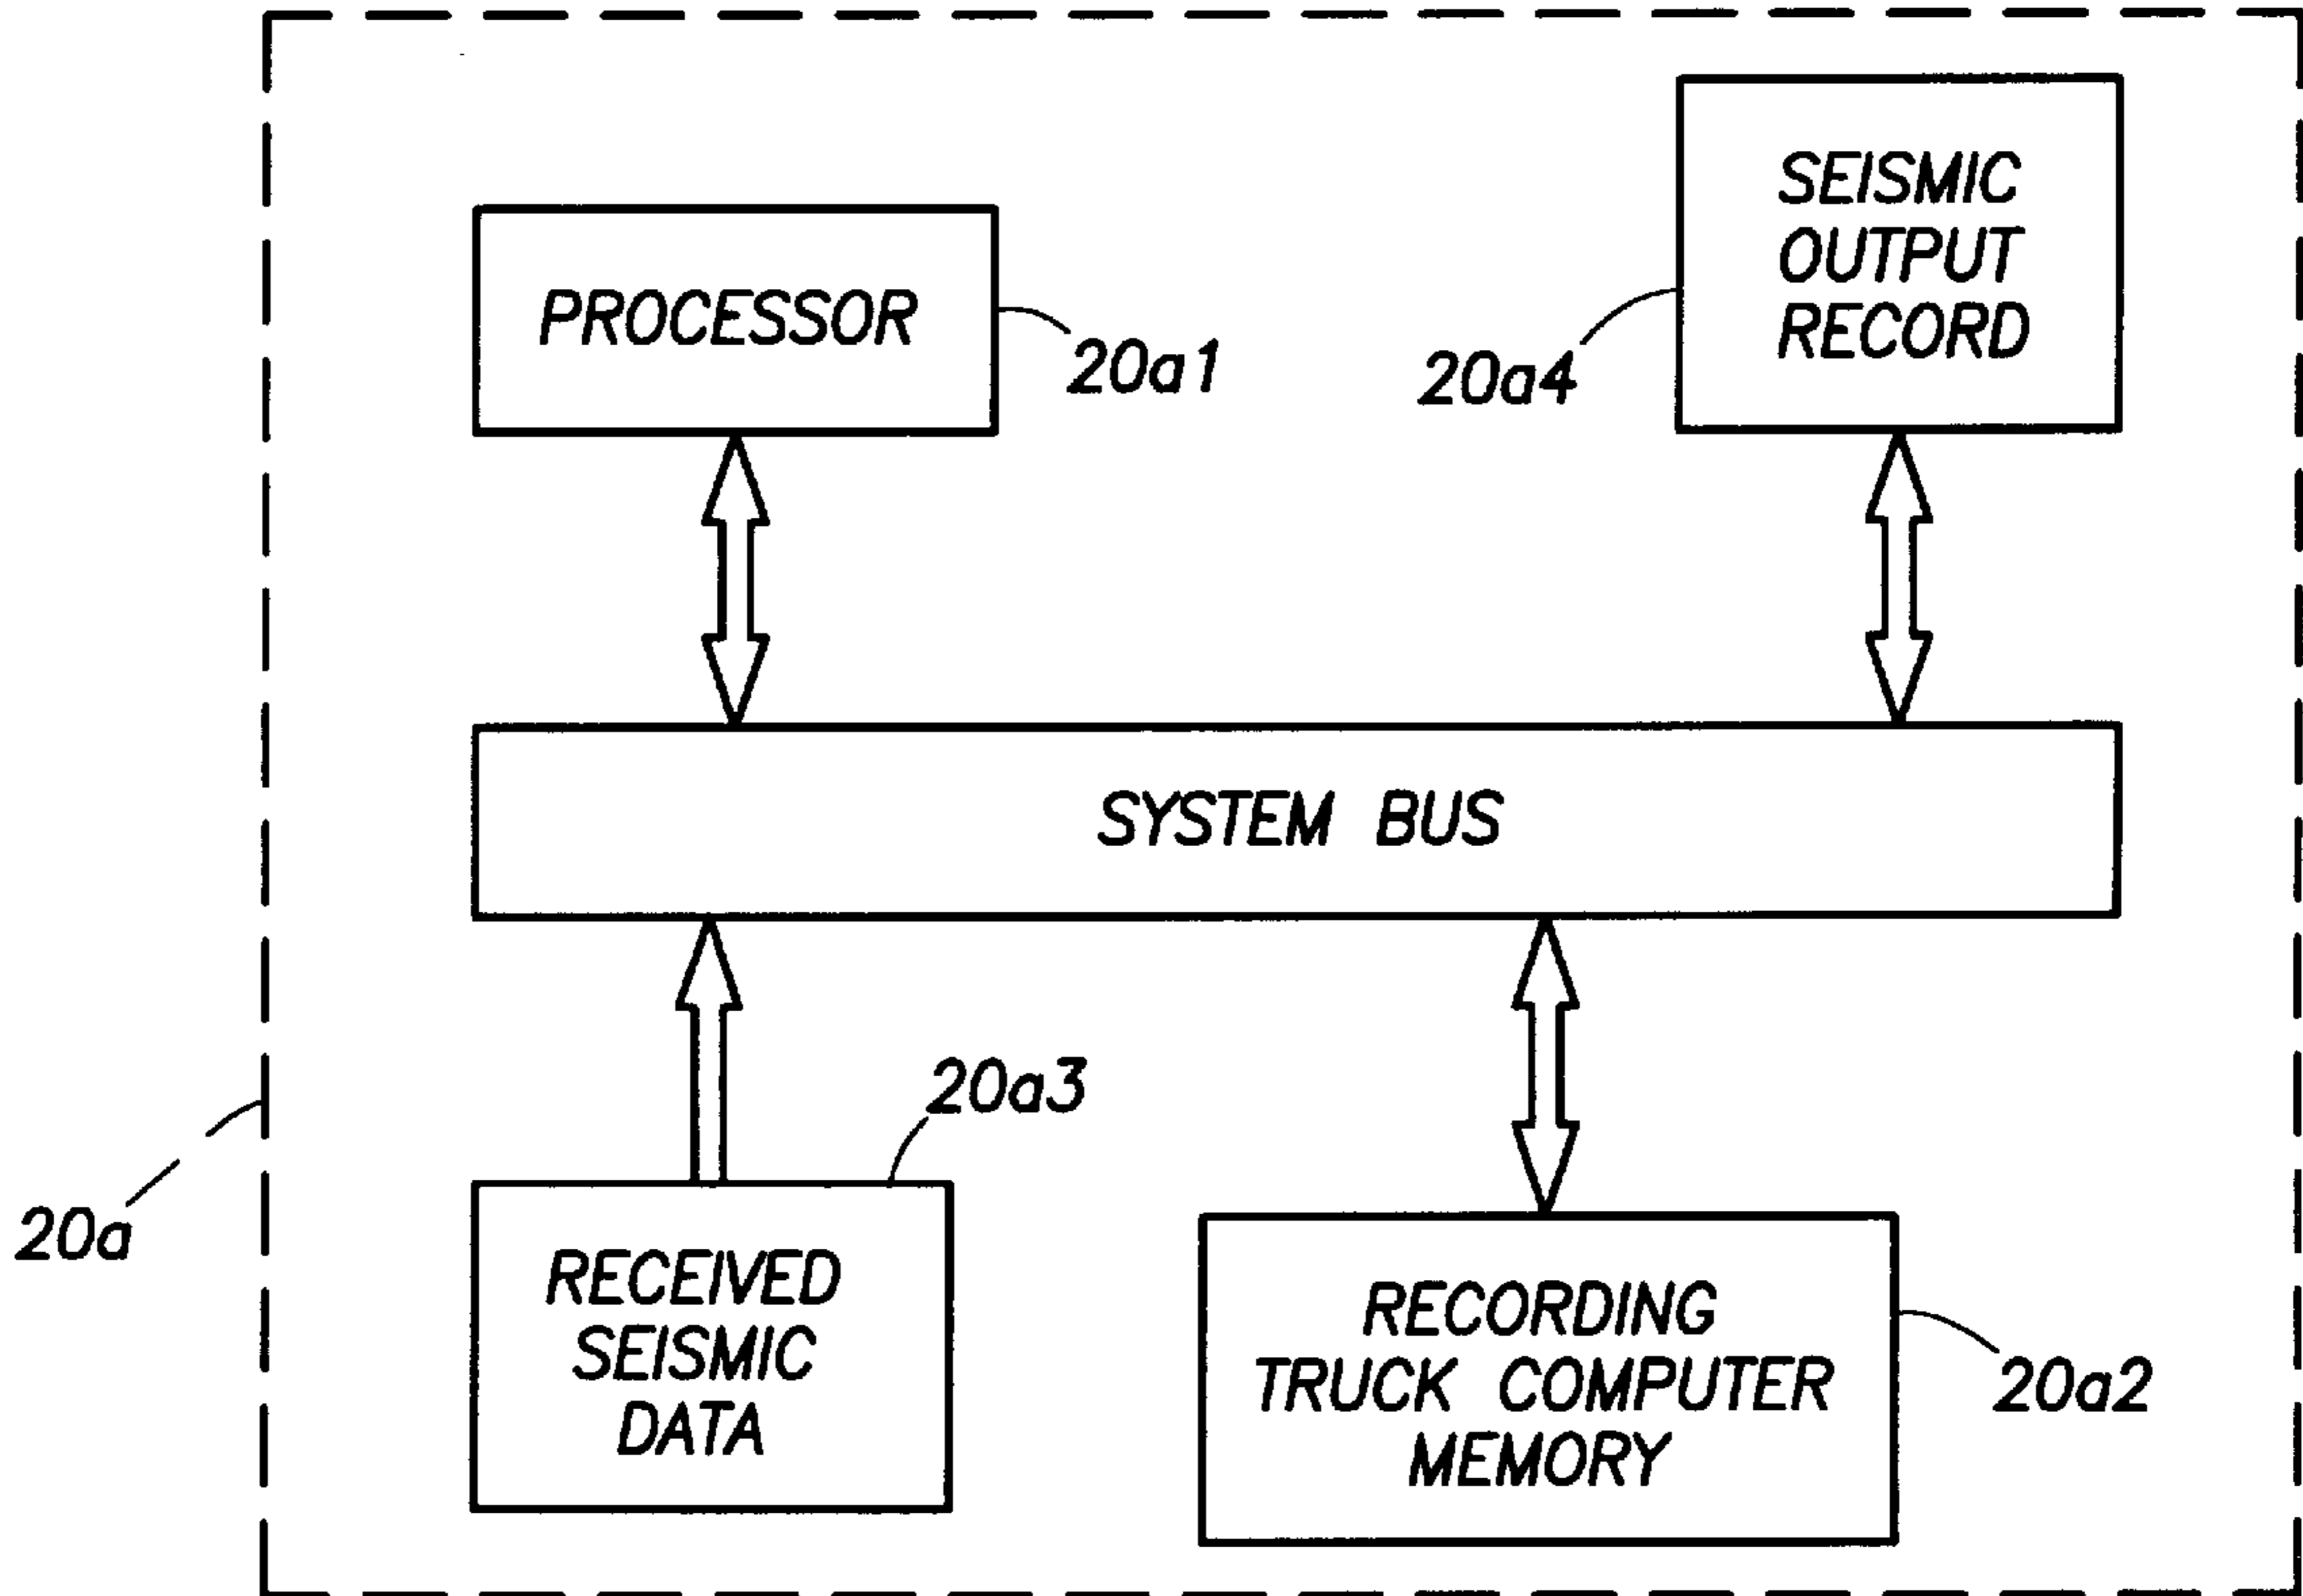 PROCESSOR
20a1
SEISMIC
OUTPUT
RECORD
20a4
SYSTEM BUS
20a3
20a
RECEIVED
SEISMIC
DATA
RECORDING
TRUCK COMPUTER
MEMORY
20a2